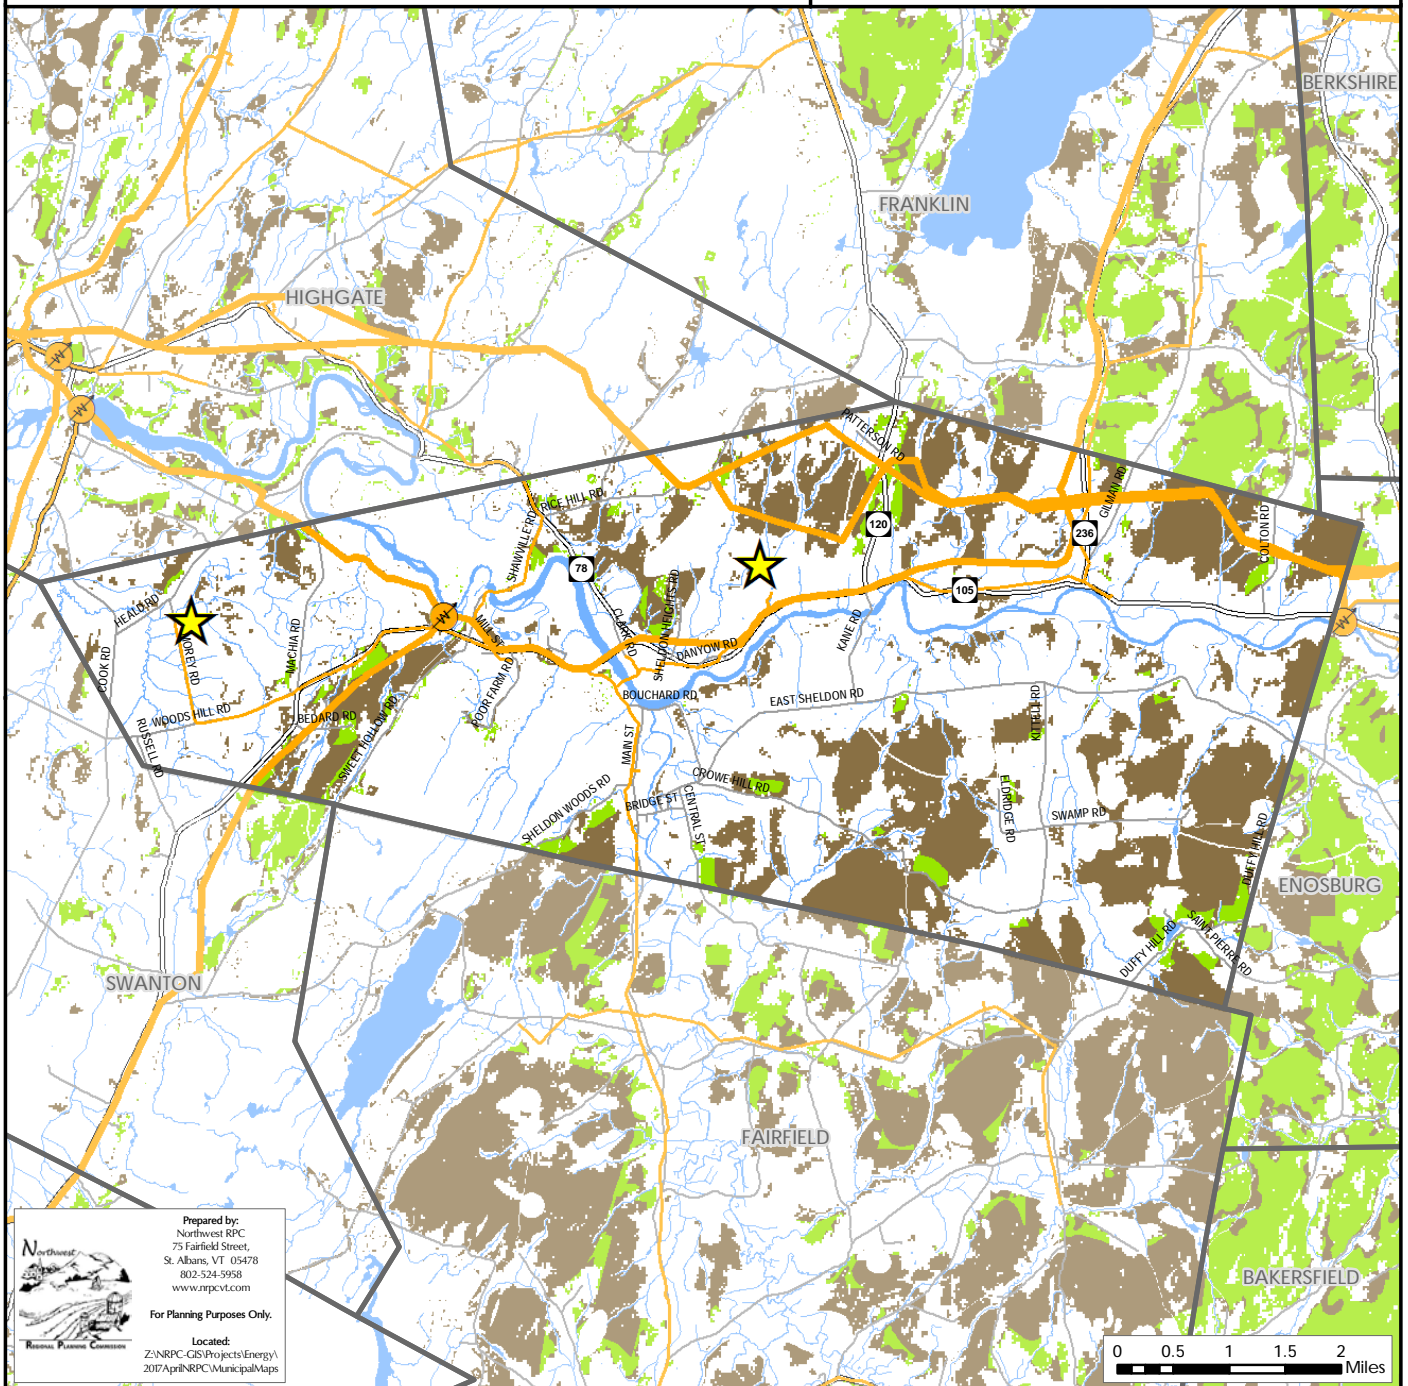 BERKSHIRE
FRANKLIN
HIGHGATE
W
W
PATTERSON RD
RICE HILL RD
GILMAN RD
SHAWVILLE RD
120
236
COLTON RD
78
105
HEALD RD
SHELDON HEIGHTS RD
CLARK RD
W
W
MILL ST
KANE RD
MOREY RD
MACHIA RD
DANYOW RD
COOK RD
POOR FARM RD
BOUCHARD RD
EAST SHELDON RD
KITTELL RD
WOODS HILL RD
BEDARD RD
SWEET HOLLOW RD
RUSSELL RD
MAIN ST
CROWE HILL RD
SHELDON WOODS RD
BRIDGE ST
CENTRAL ST
ELDRIDGE RD
SWAMP RD
DUFFY HILL RD
ENOSBURG
SAINT PIERRE RD
DUFFY HILL RD
SWANTON
FAIRFIELD
BAKERSFIELD
Northwest
REGIONAL PLANNING COMMISSION
Prepared by:
Northwest RPC
75 Fairfield Street,
St. Albans, VT 05478
802-524-5958
www.nrpcvt.com
For Planning Purposes Only.
Located:
Z:\NRPC-GIS\Projects\Energy\
2017AprilNRPC\MunicipalMaps
0 0.5 1 1.5 2
Miles